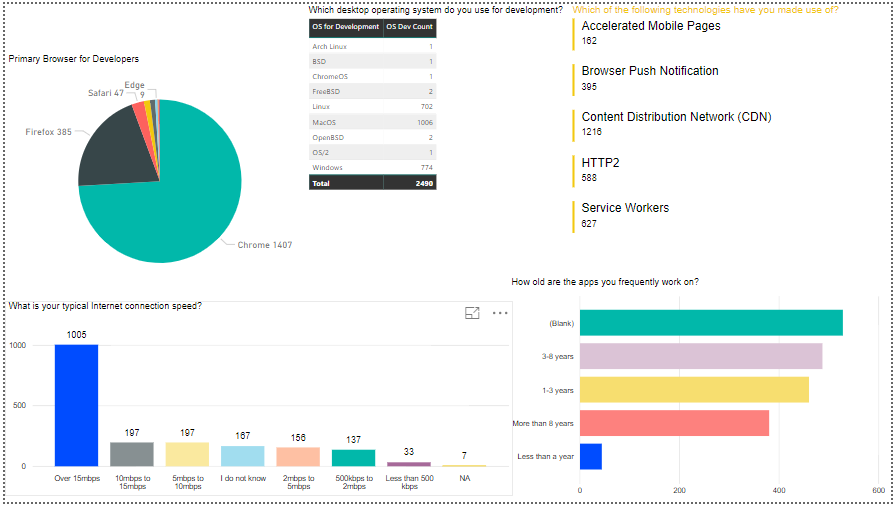 Primary Browser for Developers
Edge
9
Safari 47
Firefox 385
Chrome 1407
Which desktop operating system do you use for development?
OS for Development OS Dev Count
Arch Linux 1
BSD 1
ChromeOS 1
FreeBSD 2
Linux 702
MacOS 1006
OpenBSD 2
OS/2 1
Windows 774
Total 2490
Which of the following technologies have you made use of?
Accelerated Mobile Pages
162
Browser Push Notification
395
Content Distribution Network (CDN)
1216
HTTP2
588
Service Workers
627
What is your typical Internet connection speed?
1000
500
0
1005
197
197
167
156
137
33
7
Over 15mbps
10mbps to
15mbps
5mbps to
10mbps
I do not know
2mbps to
5mbps
500kbps to
2mbps
Less than 500
kbps
NA
How old are the apps you frequently work on?
(Blank)
3-8 years
1-3 years
More than 8 years
Less than a year
0 200 400 600